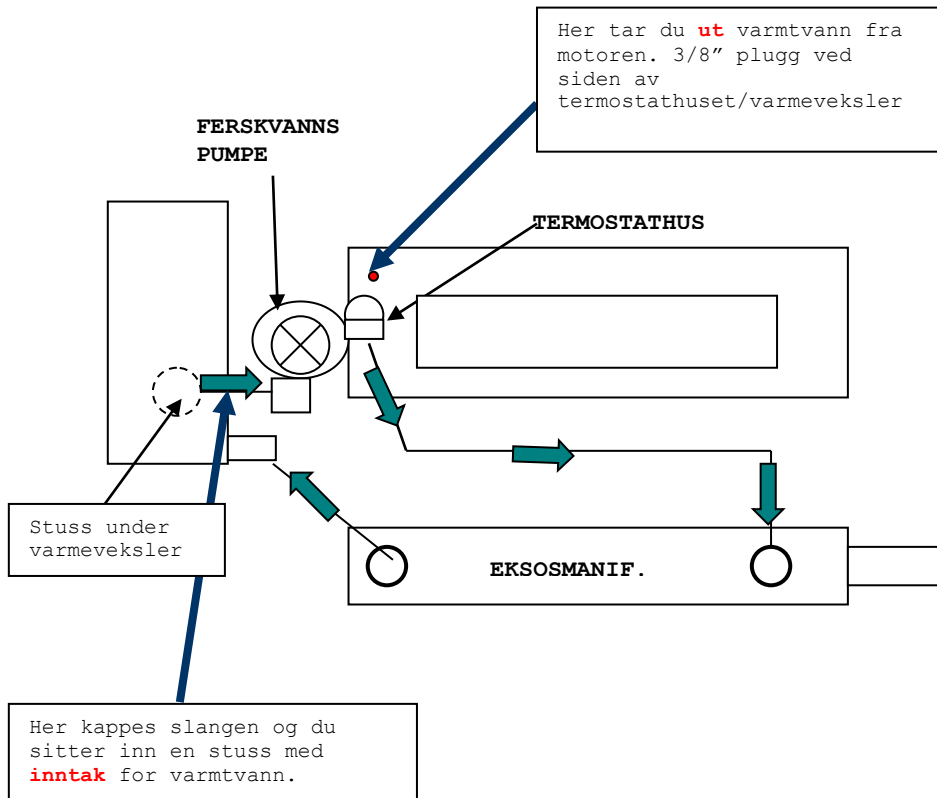 Her tar du ut varmtvann fra
motoren. 3/8” plugg ved
siden av
termostathuset/varmeveksler
FERSKVANNS
PUMPE
TERMOSTATHUS
Stuss under
varmeveksler
EKSOSMANIF.
Her kappes slangen og du
sitter inn en stuss med
inntak for varmtvann.